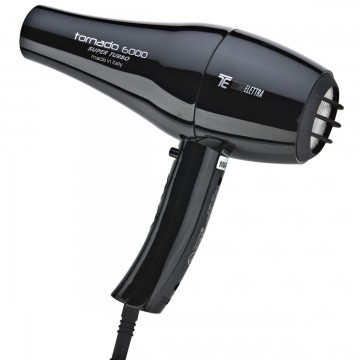 tornado 6000
SUPER TURBO
made in Italy
TE ELETTRA